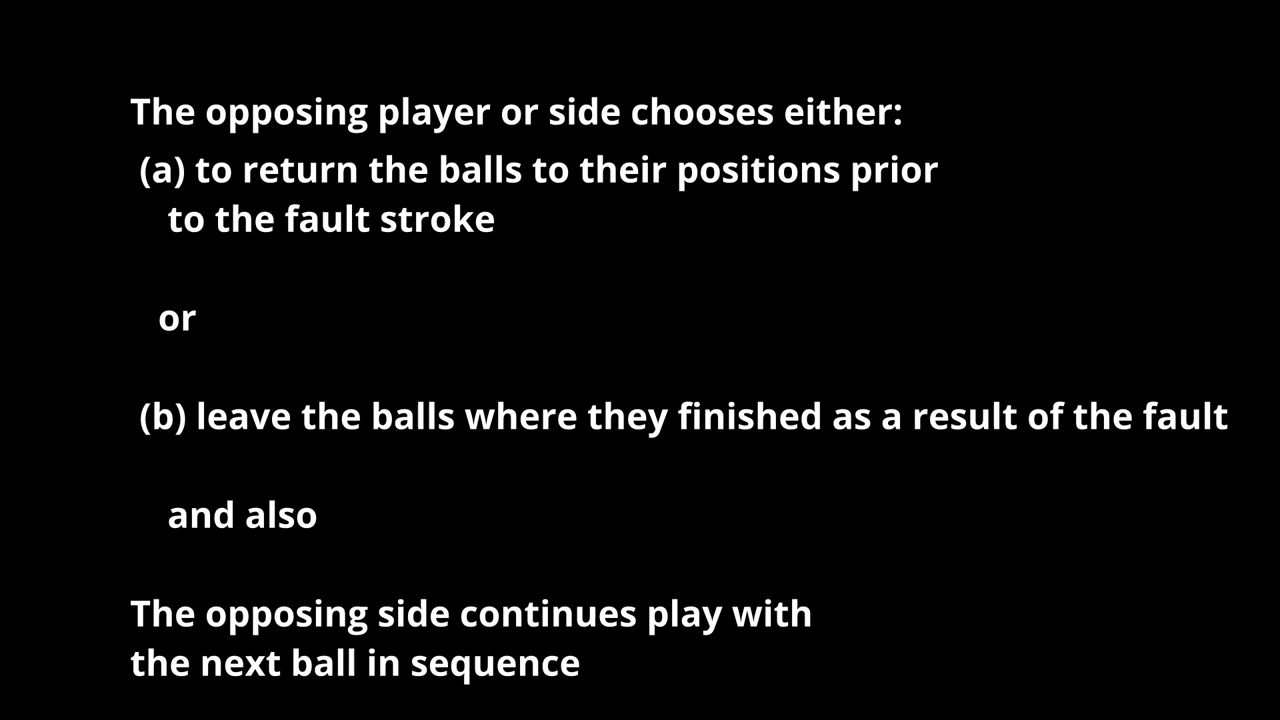 The opposing player or side chooses either:
(a) to return the balls to their positions prior
to the fault stroke
or
(b) leave the balls where they finished as a result of the fault
and also
The opposing side continues play with
the next ball in sequence